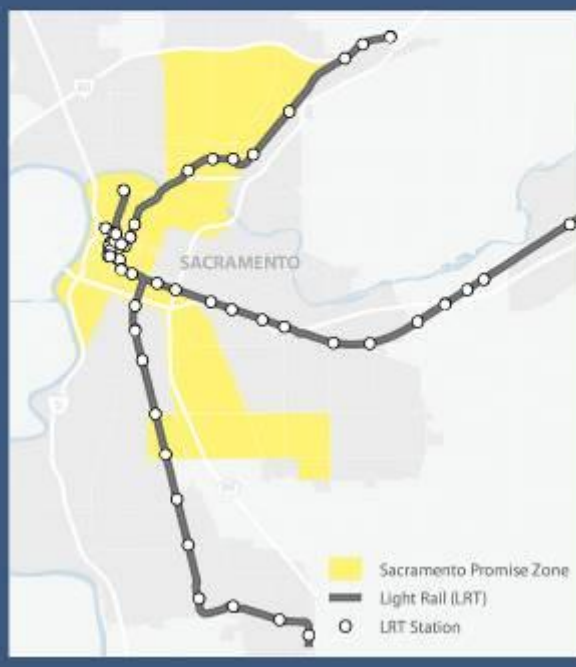 SACRAMENTO
Sacramento Promise Zone
Light Rail (LRT)
LRT Station